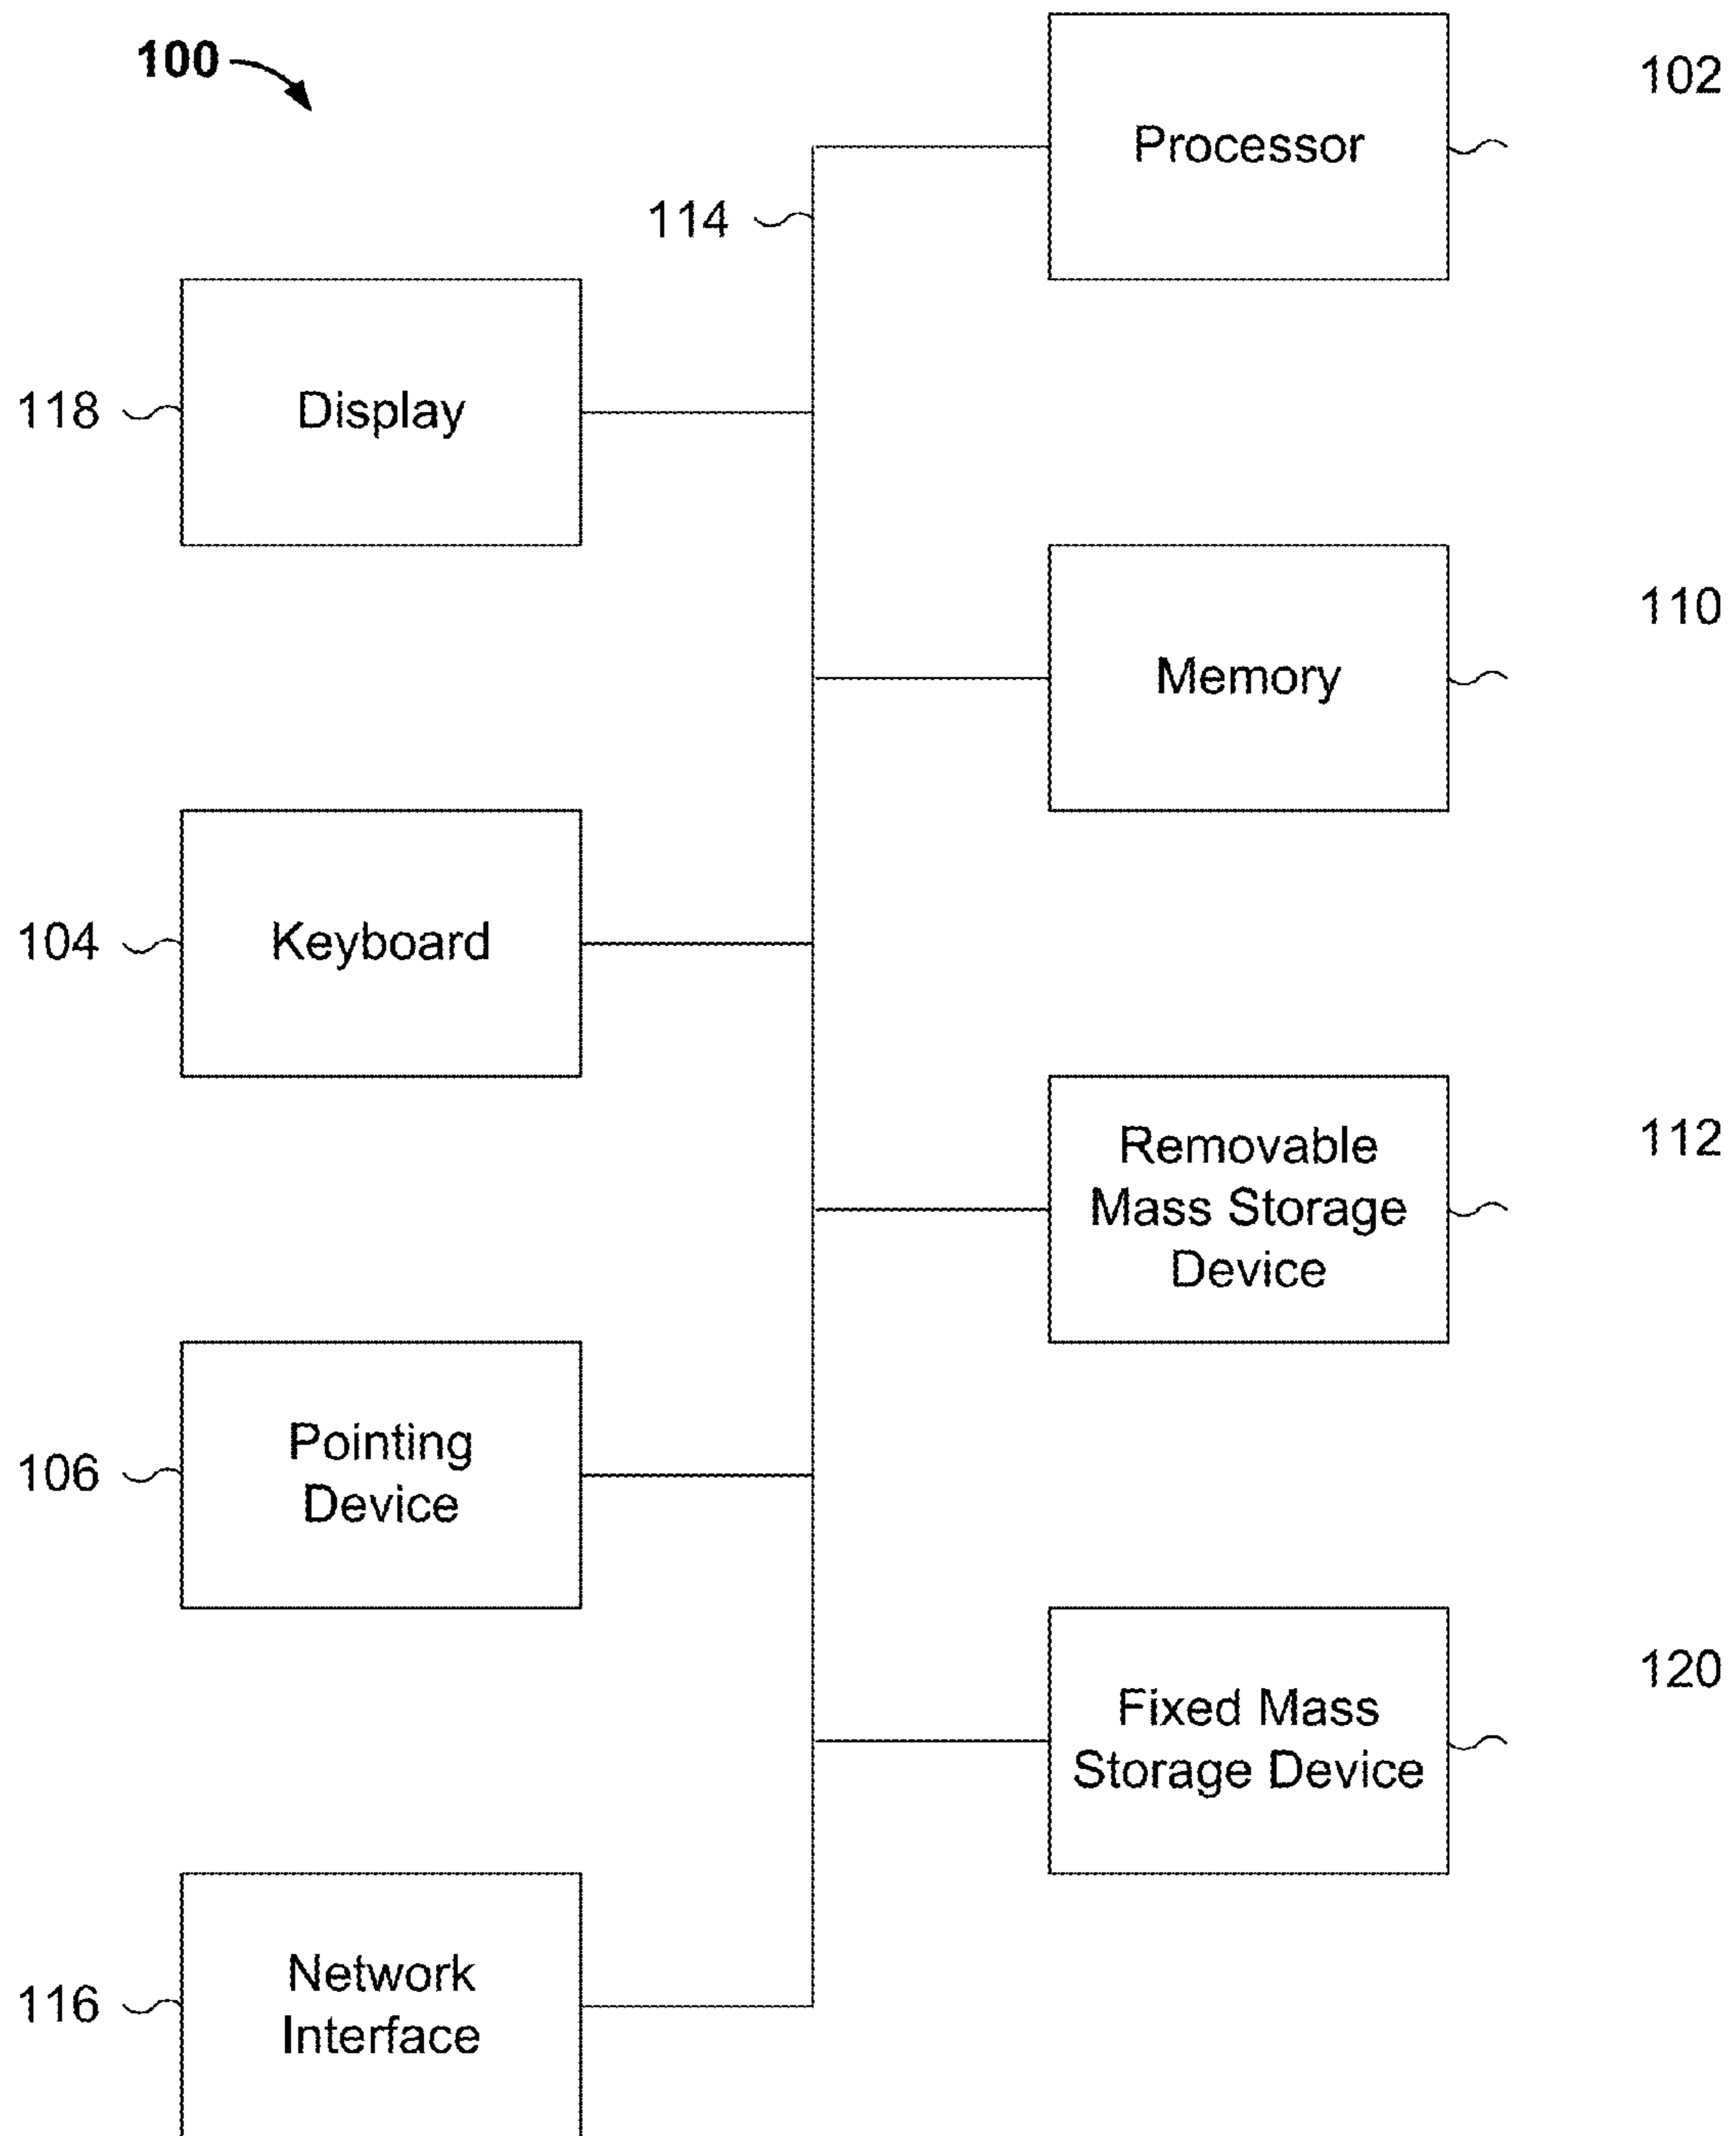 100
102
Processor
114
118
Display
110
Memory
104
Keyboard
112
Removable
Mass Storage
Device
106
Pointing
Device
120
Fixed Mass
Storage Device
116
Network
Interface